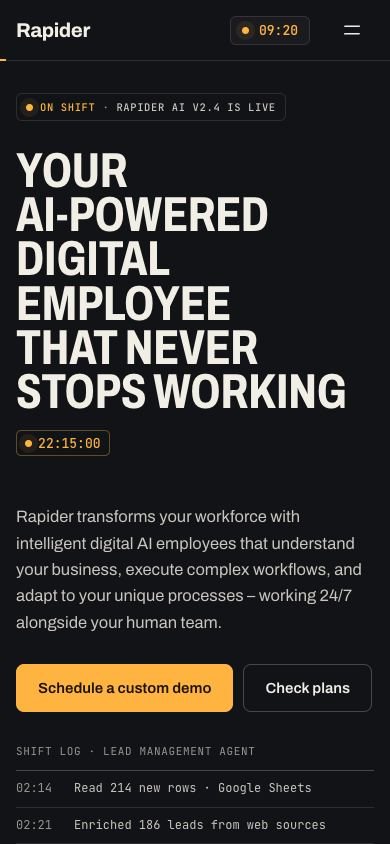 Rapider
09:20
ON SHIFT · RAPIDER AI V2.4 IS LIVE
YOUR
AI-POWERED
DIGITAL
EMPLOYEE
THAT NEVER
STOPS WORKING
22:15:00
Rapider transforms your workforce with
intelligent digital AI employees that understand
your business, execute complex workflows, and
adapt to your unique processes – working 24/7
alongside your human team.
Schedule a custom demo
Check plans
SHIFT LOG · LEAD MANAGEMENT AGENT
02:14 Read 214 new rows · Google Sheets
02:21 Enriched 186 leads from web sources